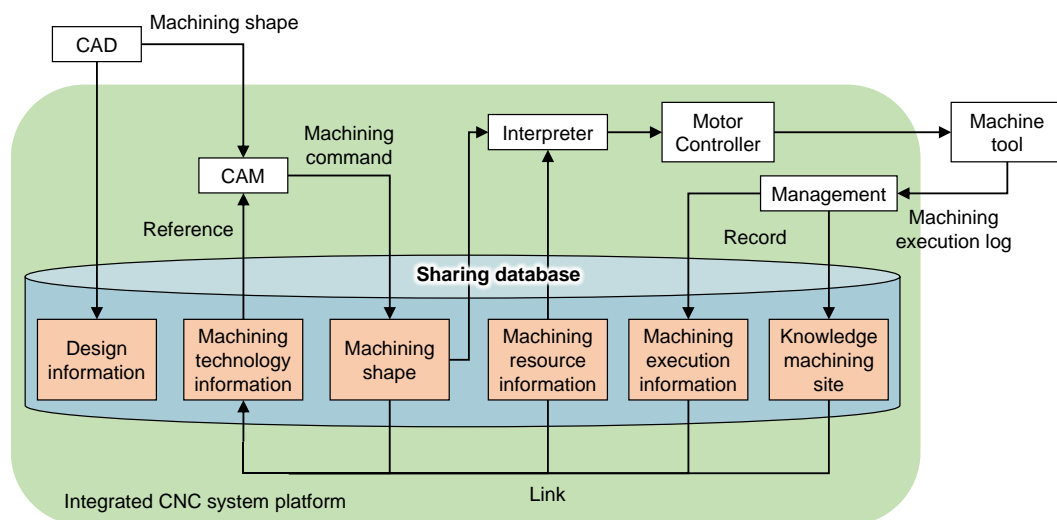 Machining shape
CAD
Machining
command
Interpreter
Motor
Controller
Machine
tool
CAM
Management
Reference
Record
Machining
execution log
Sharing database
Design
information
Machining
technology
information
Machining
shape
Machining
resource
information
Machining
execution
information
Knowledge
machining
site
Link
Integrated CNC system platform